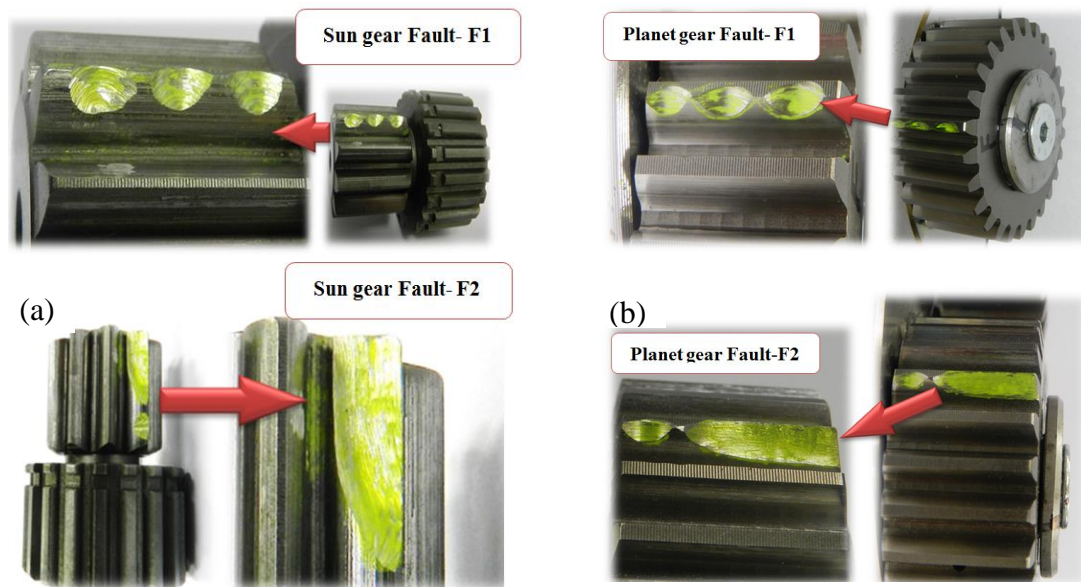 Sun gear Fault- F1
Planet gear Fault- F1
Sun gear Fault- F2
(a)
(b)
Planet gear Fault-F2